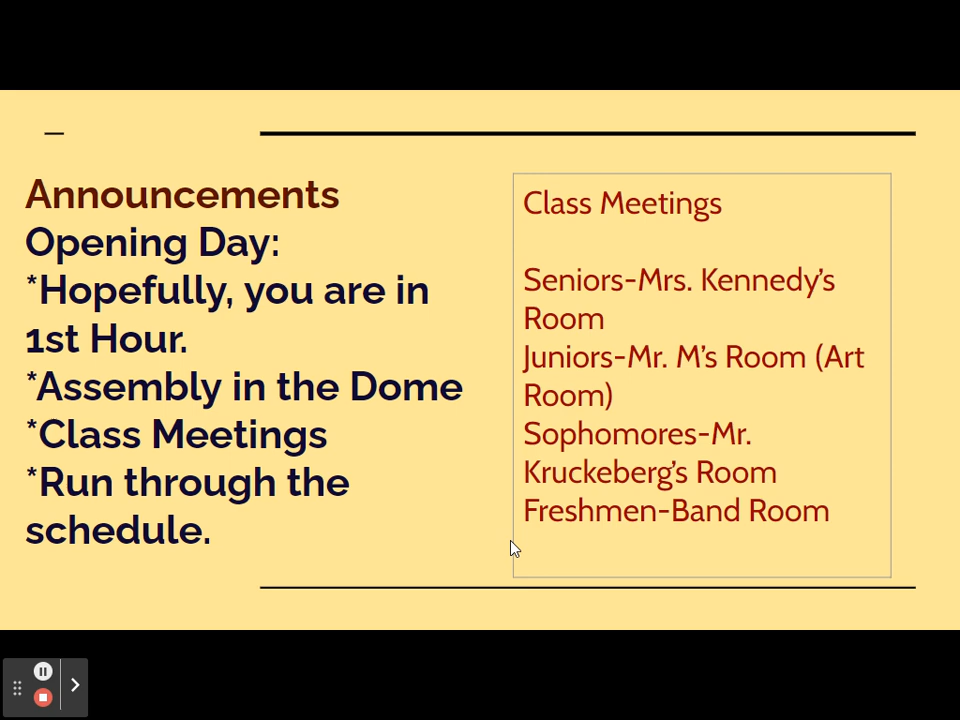 Announcements
Opening Day:
*Hopefully, you are in
1st Hour.
*Assembly in the Dome
*Class Meetings
*Run through the
schedule.
Class Meetings
Seniors-Mrs. Kennedy's
Room
Juniors-Mr. M's Room (Art
Room)
Sophomores-Mr.
Kruckeberg's Room
Freshmen-Band Room